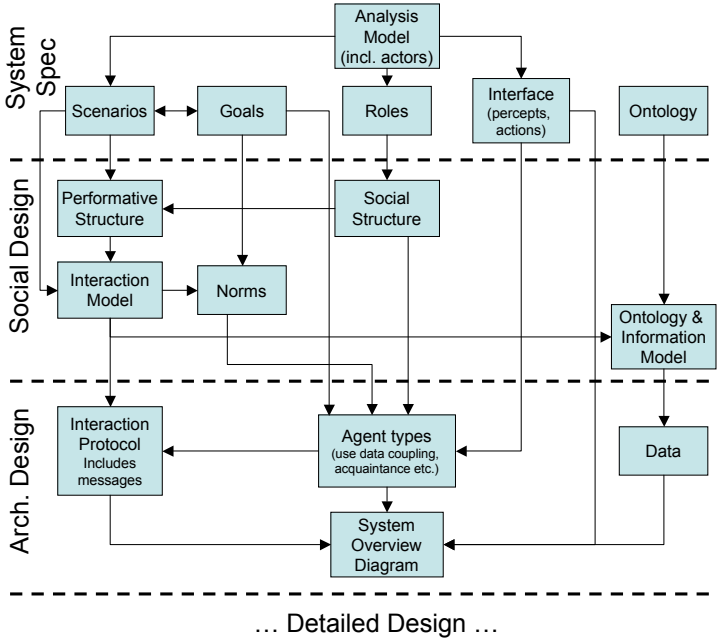 System
Spec
Analysis
Model
(incl. actors)
Scenarios
Goals
Roles
Interface
(percepts,
actions)
Ontology
Social Design
Performative
Structure
Social
Structure
Interaction
Model
Norms
Ontology &
Information
Model
Arch. Design
Interaction
Protocol
Includes
messages
Agent types
(use data coupling,
acquaintance etc.)
Data
System
Overview
Diagram
… Detailed Design …